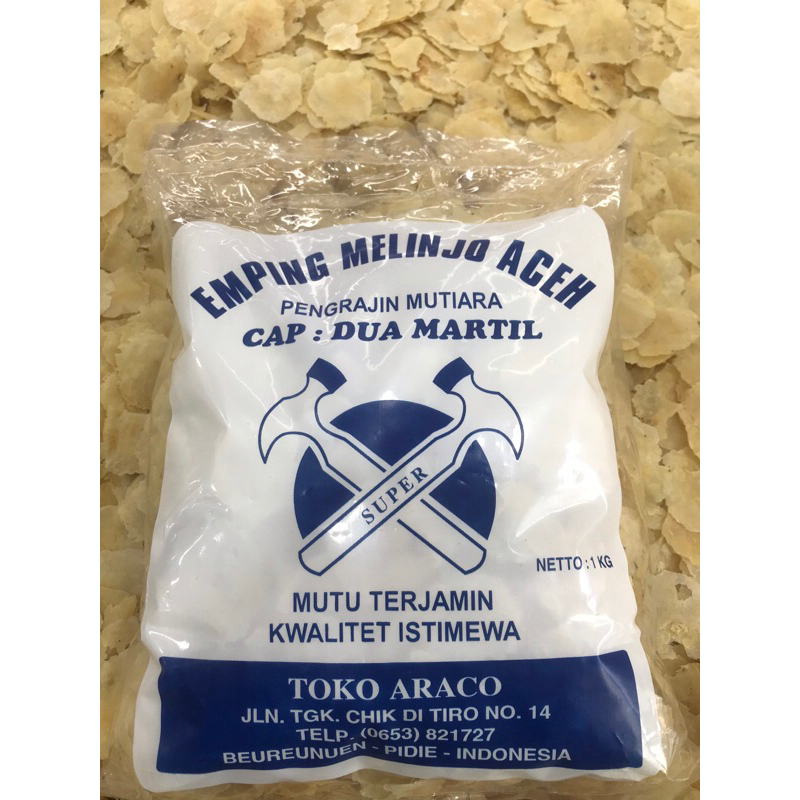 EMPING MELINJO ACEH
PENGRAJIN MUTIARA
CAP : DUA MARTIL
SUPER
NETTO : 1 KG
MUTU TERJAMIN
KWALITET ISTIMEWA
TOKO ARACO
JLN. TGK. CHIK DI TIRO NO. 14
TELP. (0653) 821727
BEUREUNUEN - PIDIE - INDONESIA